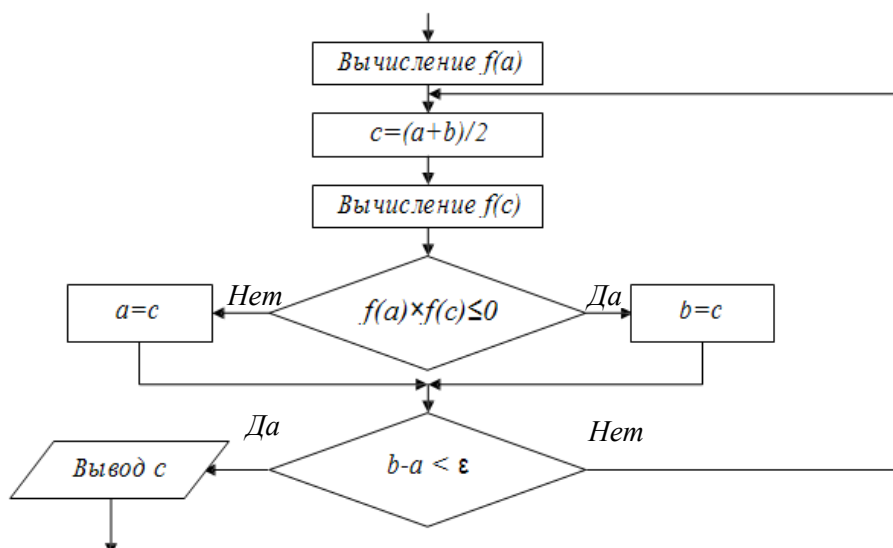 Вычисление f(a)
c=(a+b)/2
Вычисление f(c)
Нет
Да
a=c
f(a)×f(c)≤0
b=c
Да
Нет
Вывод c
b-a < ε